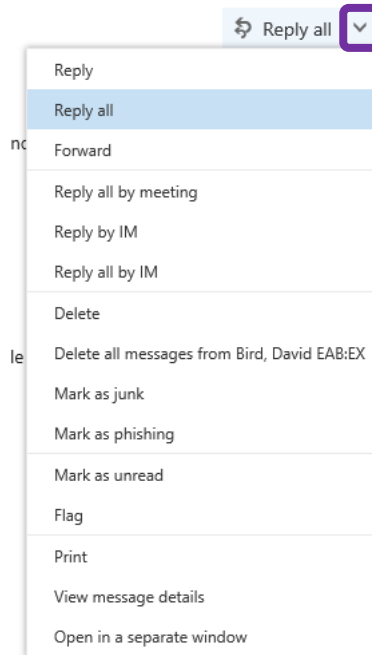 Reply all
Reply
Reply all
Forward
Reply all by meeting
Reply by IM
Reply all by IM
Delete
Delete all messages from Bird, David EAB:EX
Mark as junk
Mark as phishing
Mark as unread
Flag
Print
View message details
Open in a separate window